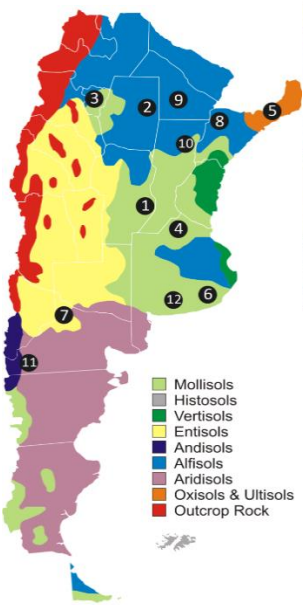 3
2
9
5
8
10
1
4
6
12
7
11
Mollisols
Histosols
Vertisols
Entisols
Andisols
Alfisols
Aridisols
Oxisols & Ultisols
Outcrop Rock